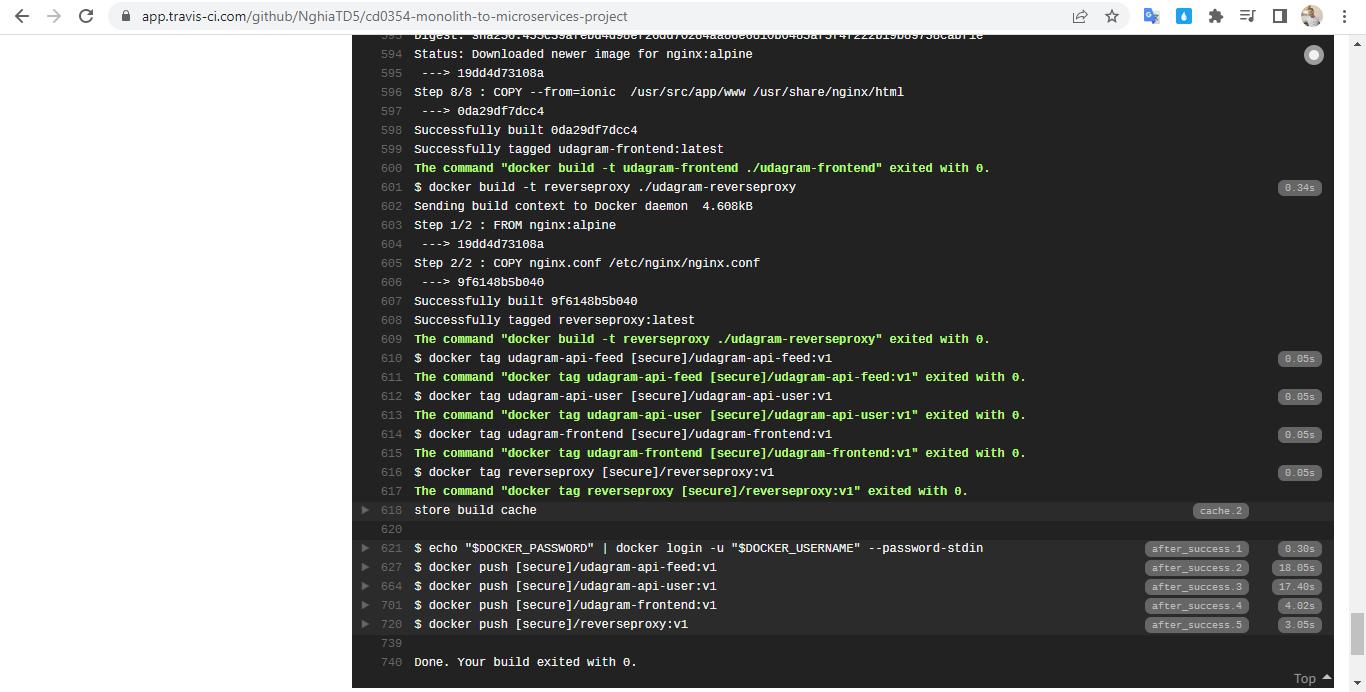 app.travis-ci.com/github/NghiaTD5/cd0354-monolith-to-microservices-project
594 Status: Downloaded newer image for nginx:alpine
595 ---> 19dd4d73108a
596 Step 8/8 : COPY --from=ionic  /usr/src/app/www /usr/share/nginx/html
597 ---> 0da29df7dcc4
598 Successfully built 0da29df7dcc4
599 Successfully tagged udagram-frontend:latest
600 The command "docker build -t udagram-frontend ./udagram-frontend" exited with 0.
601 $ docker build -t reverseproxy ./udagram-reverseproxy 0.34s
602 Sending build context to Docker daemon  4.608kB
603 Step 1/2 : FROM nginx:alpine
604 ---> 19dd4d73108a
605 Step 2/2 : COPY nginx.conf /etc/nginx/nginx.conf
606 ---> 9f6148b5b040
607 Successfully built 9f6148b5b040
608 Successfully tagged reverseproxy:latest
609 The command "docker build -t reverseproxy ./udagram-reverseproxy" exited with 0.
610 $ docker tag udagram-api-feed [secure]/udagram-api-feed:v1 0.05s
611 The command "docker tag udagram-api-feed [secure]/udagram-api-feed:v1" exited with 0.
612 $ docker tag udagram-api-user [secure]/udagram-api-user:v1 0.05s
613 The command "docker tag udagram-api-user [secure]/udagram-api-user:v1" exited with 0.
614 $ docker tag udagram-frontend [secure]/udagram-frontend:v1 0.05s
615 The command "docker tag udagram-frontend [secure]/udagram-frontend:v1" exited with 0.
616 $ docker tag reverseproxy [secure]/reverseproxy:v1 0.05s
617 The command "docker tag reverseproxy [secure]/reverseproxy:v1" exited with 0.
618 store build cache cache.2
620
621 $ echo "$DOCKER_PASSWORD" | docker login -u "$DOCKER_USERNAME" --password-stdin after_success.1 0.30s
627 $ docker push [secure]/udagram-api-feed:v1 after_success.2 18.05s
664 $ docker push [secure]/udagram-api-user:v1 after_success.3 17.40s
701 $ docker push [secure]/udagram-frontend:v1 after_success.4 4.02s
720 $ docker push [secure]/reverseproxy:v1 after_success.5 3.05s
739
740 Done. Your build exited with 0.
Top